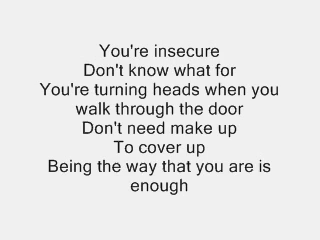 You're insecure
Don't know what for
You're turning heads when you
walk through the door
Don't need make up
To cover up
Being the way that you are is
enough